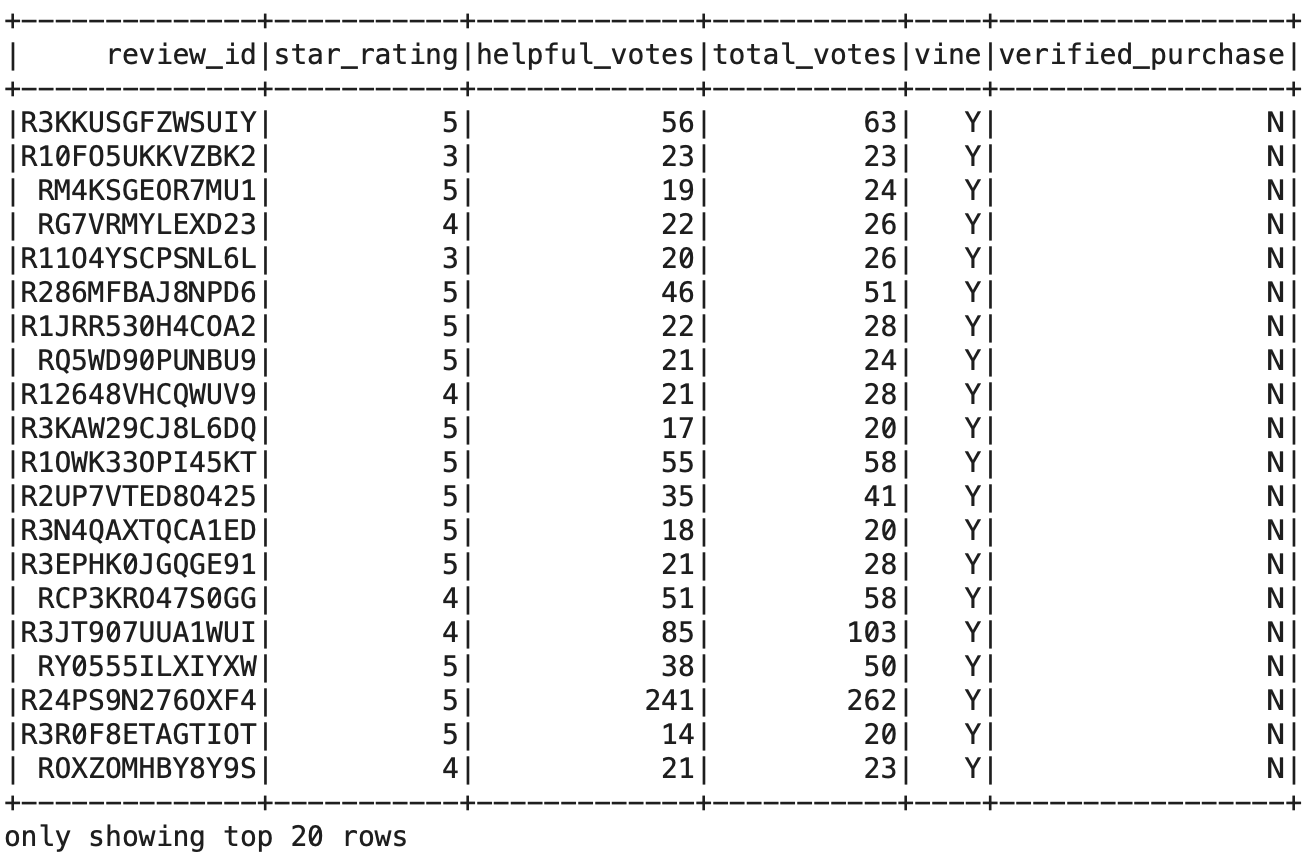 +--------------+-----------+-------------+-----------+----+-----------------+
|     review_id|star_rating|helpful_votes|total_votes|vine|verified_purchase|
+--------------+-----------+-------------+-----------+----+-----------------+
|R3KKUSGFZWSUIY|          5|           56|         63|   Y|                N|
|R10FO5UKKVZBK2|          3|           23|         23|   Y|                N|
| RM4KSGEOR7MU1|          5|           19|         24|   Y|                N|
| RG7VRMYLEXD23|          4|           22|         26|   Y|                N|
|R11O4YSCPSNL6L|          3|           20|         26|   Y|                N|
|R286MFBAJ8NPD6|          5|           46|         51|   Y|                N|
|R1JRR530H4COA2|          5|           22|         28|   Y|                N|
| RQ5WD90PUNBU9|          5|           21|         24|   Y|                N|
|R12648VHCQWUV9|          4|           21|         28|   Y|                N|
|R3KAW29CJ8L6DQ|          5|           17|         20|   Y|                N|
|R1OWK33OPI45KT|          5|           55|         58|   Y|                N|
|R2UP7VTED8O425|          5|           35|         41|   Y|                N|
|R3N4QAXTQCA1ED|          5|           18|         20|   Y|                N|
|R3EPHK0JGQGE91|          5|           21|         28|   Y|                N|
| RCP3KRO47S0GG|          4|           51|         58|   Y|                N|
|R3JT907UUA1WUI|          4|           85|        103|   Y|                N|
| RY0555ILXIYXW|          5|           38|         50|   Y|                N|
|R24PS9N276OXF4|          5|          241|        262|   Y|                N|
|R3R0F8ETAGTIOT|          5|           14|         20|   Y|                N|
| ROXZOMHBY8Y9S|          4|           21|         23|   Y|                N|
+--------------+-----------+-------------+-----------+----+-----------------+
only showing top 20 rows